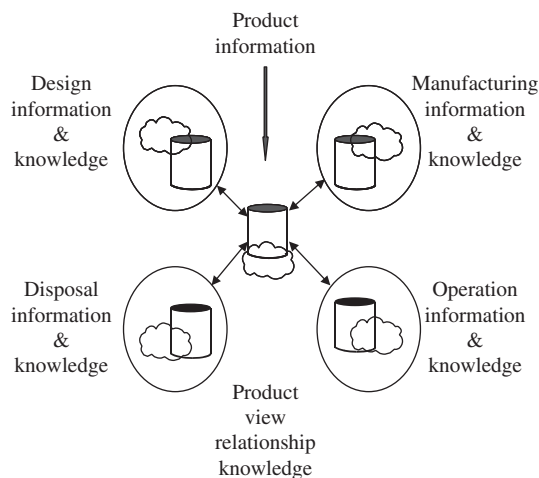 Product
information
Design
information
&
knowledge
Manufacturing
information
&
knowledge
Disposal
information
&
knowledge
Operation
information
&
knowledge
Product
view
relationship
knowledge